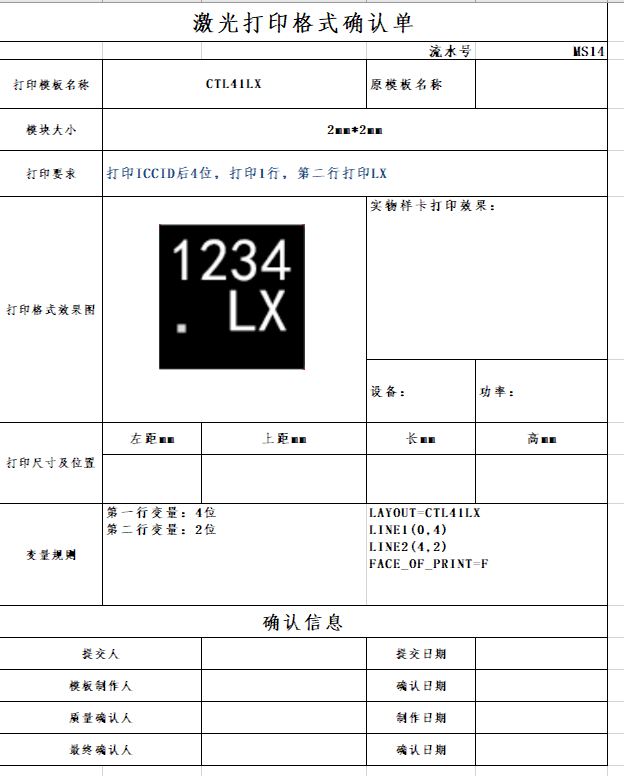 激光打印格式确认单
流水号 MS14
打印模板名称 CTL41LX 原模板名称
模块大小 2mm*2mm
打印要求 打印ICCID后4位, 打印1行, 第二行打印LX
打印格式效果图
1234
. LX
实物样卡打印效果:
设备: 功率:
打印尺寸及位置 左距mm 上距mm 长mm 高mm
变量规则
第一行变量: 4位
第二行变量: 2位
LAYOUT=CTL41LX
LINE1(0,4)
LINE2(4,2)
FACE_OF_PRINT=F
确认信息
提交人 提交日期
模板制作人 确认日期
质量确认人 制作日期
最终确认人 确认日期